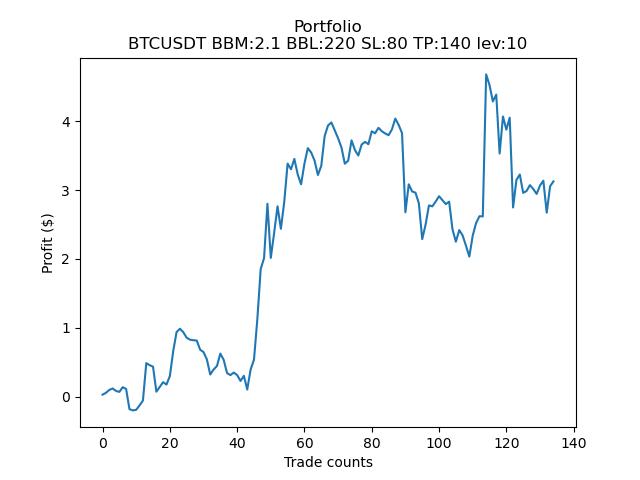 Portfolio
BTCUSDT BBM:2.1 BBL:220 SL:80 TP:140 lev:10
4
3
2
1
0
Profit ($)
0 20 40 60 80 100 120 140
Trade counts